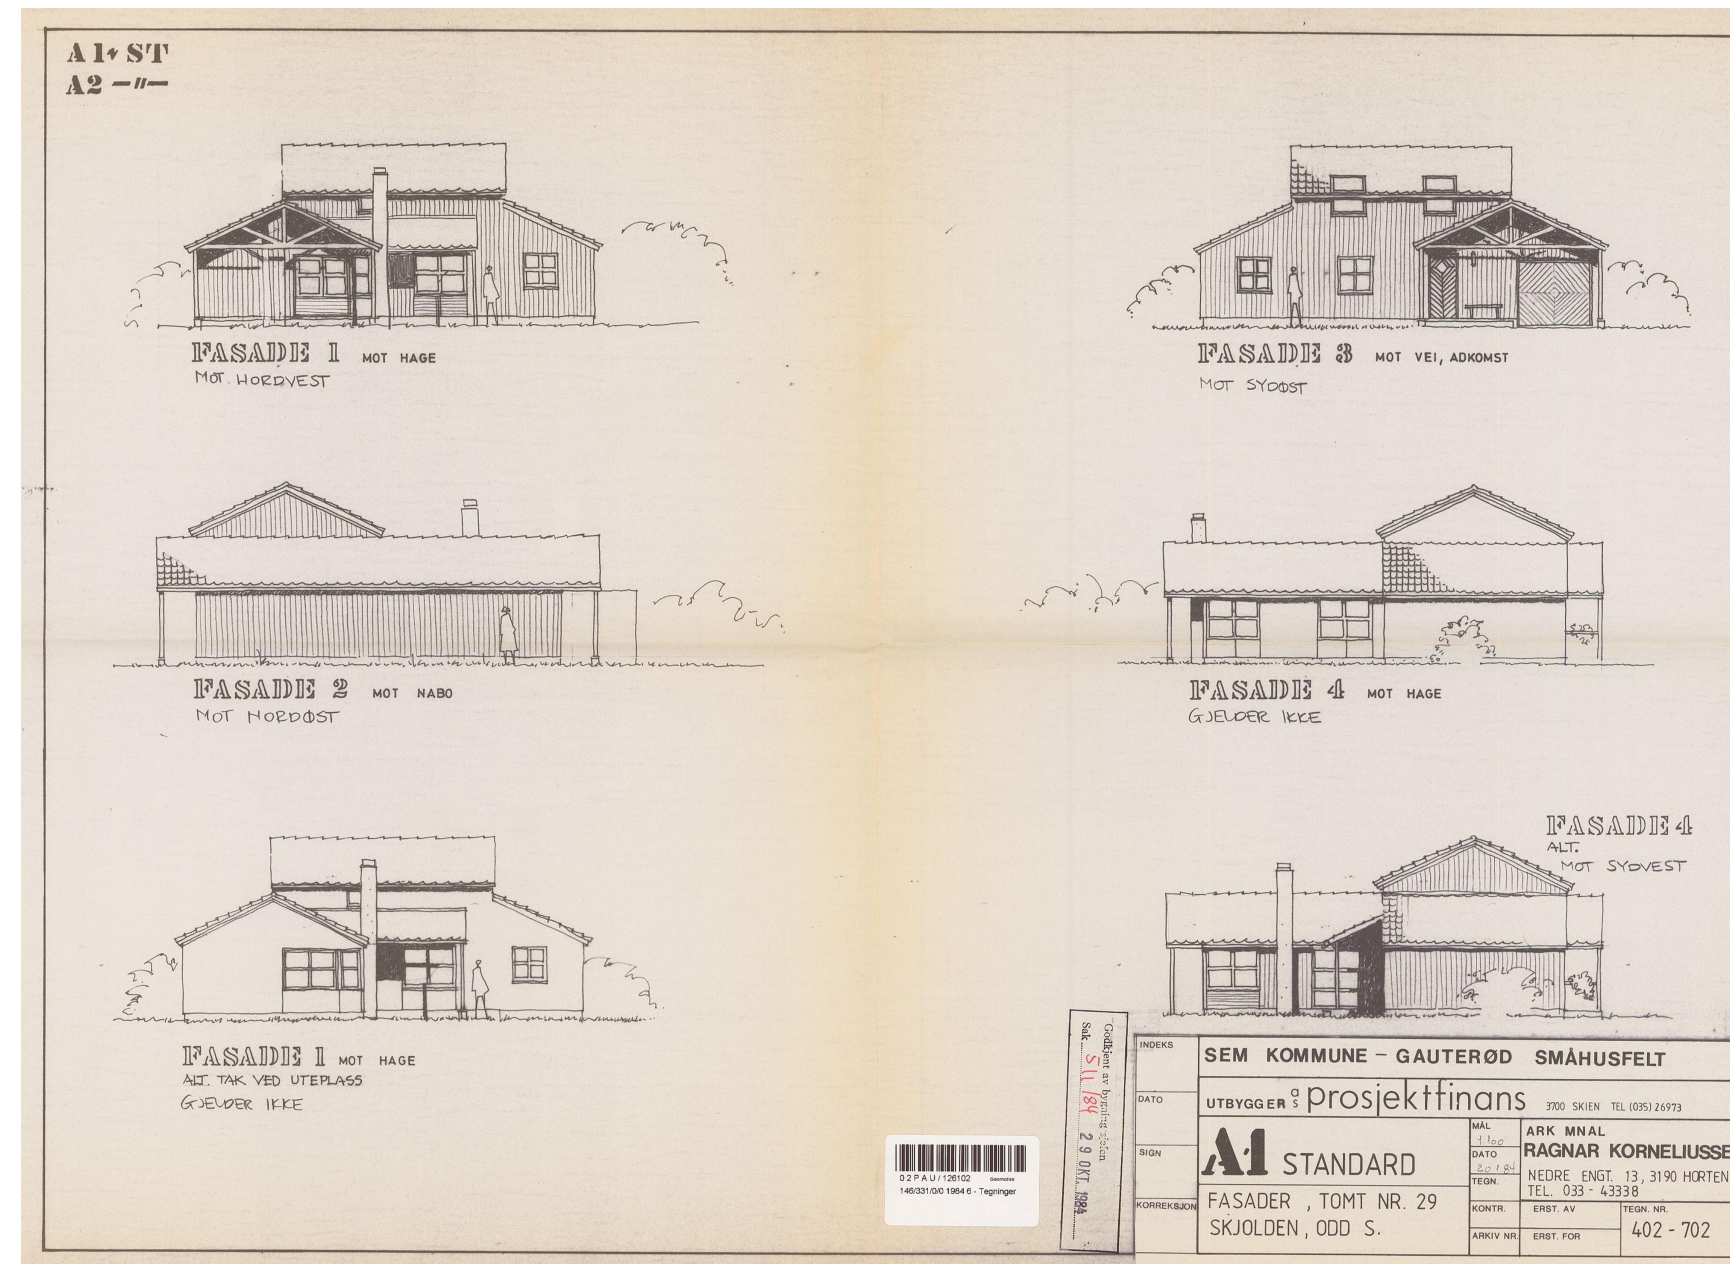 A1 ST
A2 —〃—
FASADE 1 MOT HAGE
MOT. NORDVEST
FASADE 3 MOT VEI, ADKOMST
MOT SYDØST
FASADE 2 MOT NABO
MOT NORDØST
FASADE 4 MOT HAGE
GJELDER IKKE
FASADE 4
ALT.
MOT SYDVEST
FASADE 1 MOT HAGE
ALT. TAK VED UTEPLASS
GJELDER IKKE
Godkjent av bygningssjefen
Sak 511/84 29 OKT. 1984
02PAU/126102 Geomatikk
146/331/0/0 1984 6 - Tegninger
INDEKS
DATO
SIGN
KORREKSJON
SEM KOMMUNE – GAUTERØD SMÅHUSFELT
UTBYGGER a s prosjektfinans 3700 SKIEN TEL (035) 26973
A1 STANDARD
FASADER, TOMT NR. 29
SKJOLDEN, ODD S.
MÅL
1:100
DATO
20.1.84
TEGN.
KONTR.
ARKIV NR.
ARK MNAL
RAGNAR KORNELIUSSE
NEDRE ENGT. 13, 3190 HORTEN
TEL. 033 - 43338
ERST. AV
ERST. FOR
TEGN. NR.
402 - 702